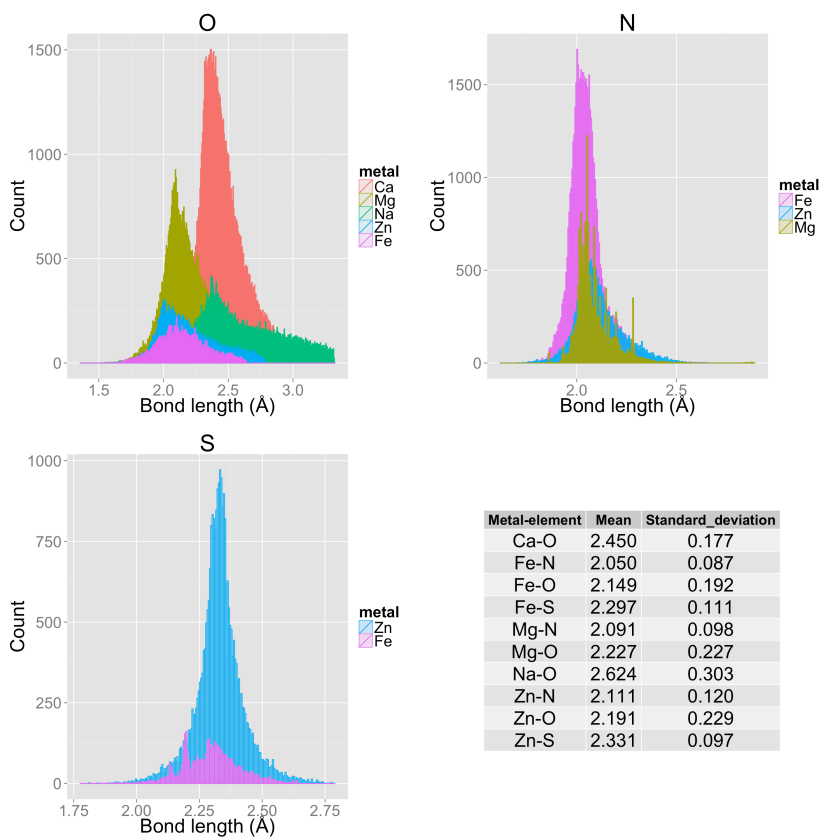 O
1500
1000
500
0
Count
1.5 2.0 2.5 3.0
Bond length (Å)
metal
Ca
Mg
Na
Zn
Fe
N
1500
1000
500
0
Count
2.0 2.5
Bond length (Å)
metal
Fe
Zn
Mg
S
1000
750
500
250
0
Count
1.75 2.00 2.25 2.50 2.75
Bond length (Å)
metal
Zn
Fe
Metal-element Mean Standard_deviation
Ca-O 2.450 0.177
Fe-N 2.050 0.087
Fe-O 2.149 0.192
Fe-S 2.297 0.111
Mg-N 2.091 0.098
Mg-O 2.227 0.227
Na-O 2.624 0.303
Zn-N 2.111 0.120
Zn-O 2.191 0.229
Zn-S 2.331 0.097